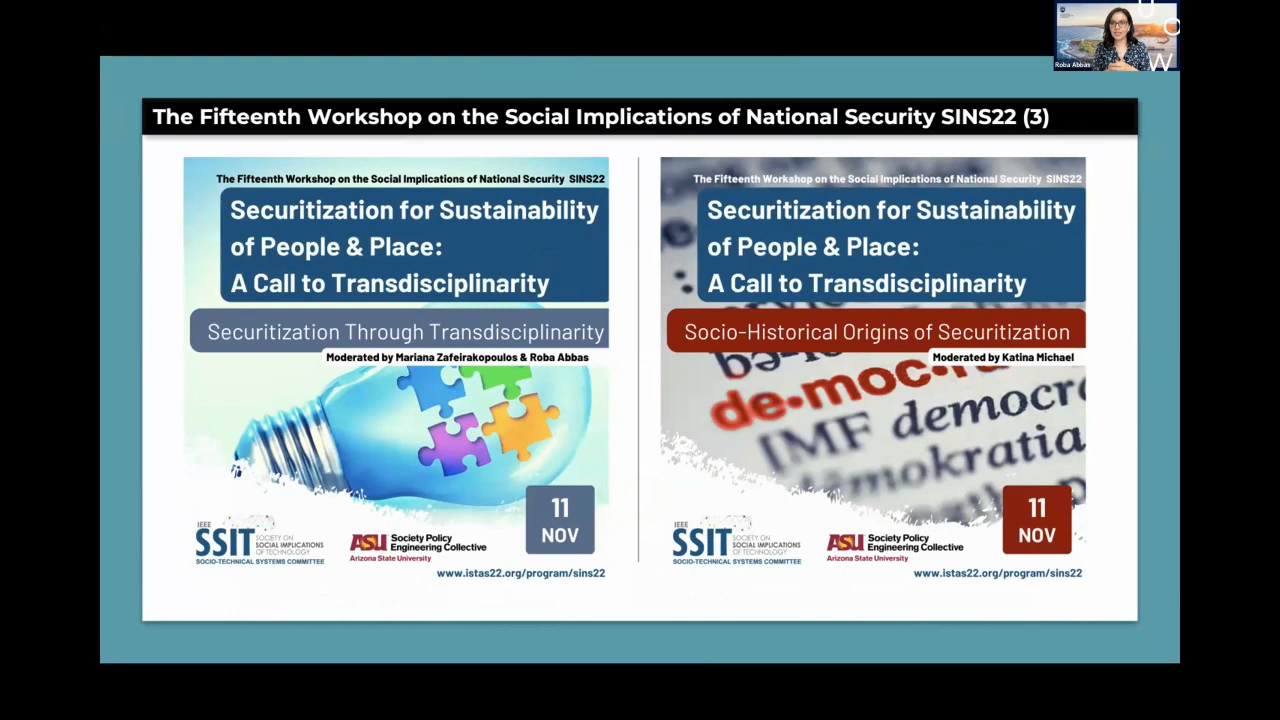 U
O
W
Roba Abbas
The Fifteenth Workshop on the Social Implications of National Security SINS22 (3)
The Fifteenth Workshop on the Social Implications of National Security SINS22
Securitization for Sustainability
of People & Place:
A Call to Transdisciplinarity
Securitization Through Transdisciplinarity
Moderated by Mariana Zafeirakopoulos & Roba Abbas
11
NOV
IEEE
SSIT
SOCIETY ON
SOCIAL IMPLICATIONS
OF TECHNOLOGY
SOCIO-TECHNICAL SYSTEMS COMMITTEE
ASU
Society Policy
Engineering Collective
Arizona State University
www.istas22.org/program/sins22
The Fifteenth Workshop on the Social Implications of National Security SINS22
Securitization for Sustainability
of People & Place:
A Call to Transdisciplinarity
Socio-Historical Origins of Securitization
Moderated by Katina Michael
de•moc•ra
[MF democra
dēmokratia
11
NOV
IEEE
SSIT
SOCIETY ON
SOCIAL IMPLICATIONS
OF TECHNOLOGY
SOCIO-TECHNICAL SYSTEMS COMMITTEE
ASU
Society Policy
Engineering Collective
Arizona State University
www.istas22.org/program/sins22